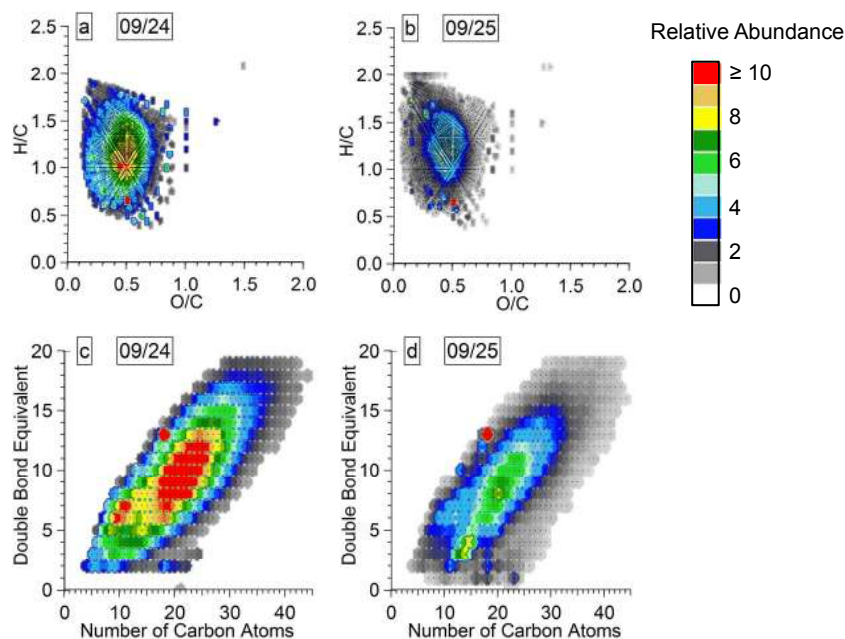 a 09/24
b 09/25
Relative Abundance
≥ 10
8
6
4
2
0
H/C
2.5
2.0
1.5
1.0
0.5
0.0
0.0 0.5 1.0 1.5 2.0
O/C
H/C
2.5
2.0
1.5
1.0
0.5
0.0
0.0 0.5 1.0 1.5 2.0
O/C
c 09/24
d 09/25
Double Bond Equivalent
20
15
10
5
0
0 10 20 30 40
Number of Carbon Atoms
Double Bond Equivalent
20
15
10
5
0
0 10 20 30 40
Number of Carbon Atoms